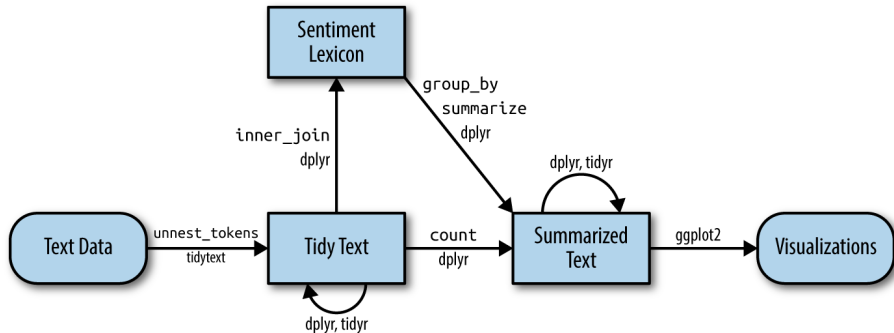 Sentiment
Lexicon
group_by
summarize
dplyr
inner_join
dplyr
dplyr, tidyr
Text Data
unnest_tokens
tidytext
Tidy Text
count
dplyr
Summarized
Text
ggplot2
Visualizations
dplyr, tidyr